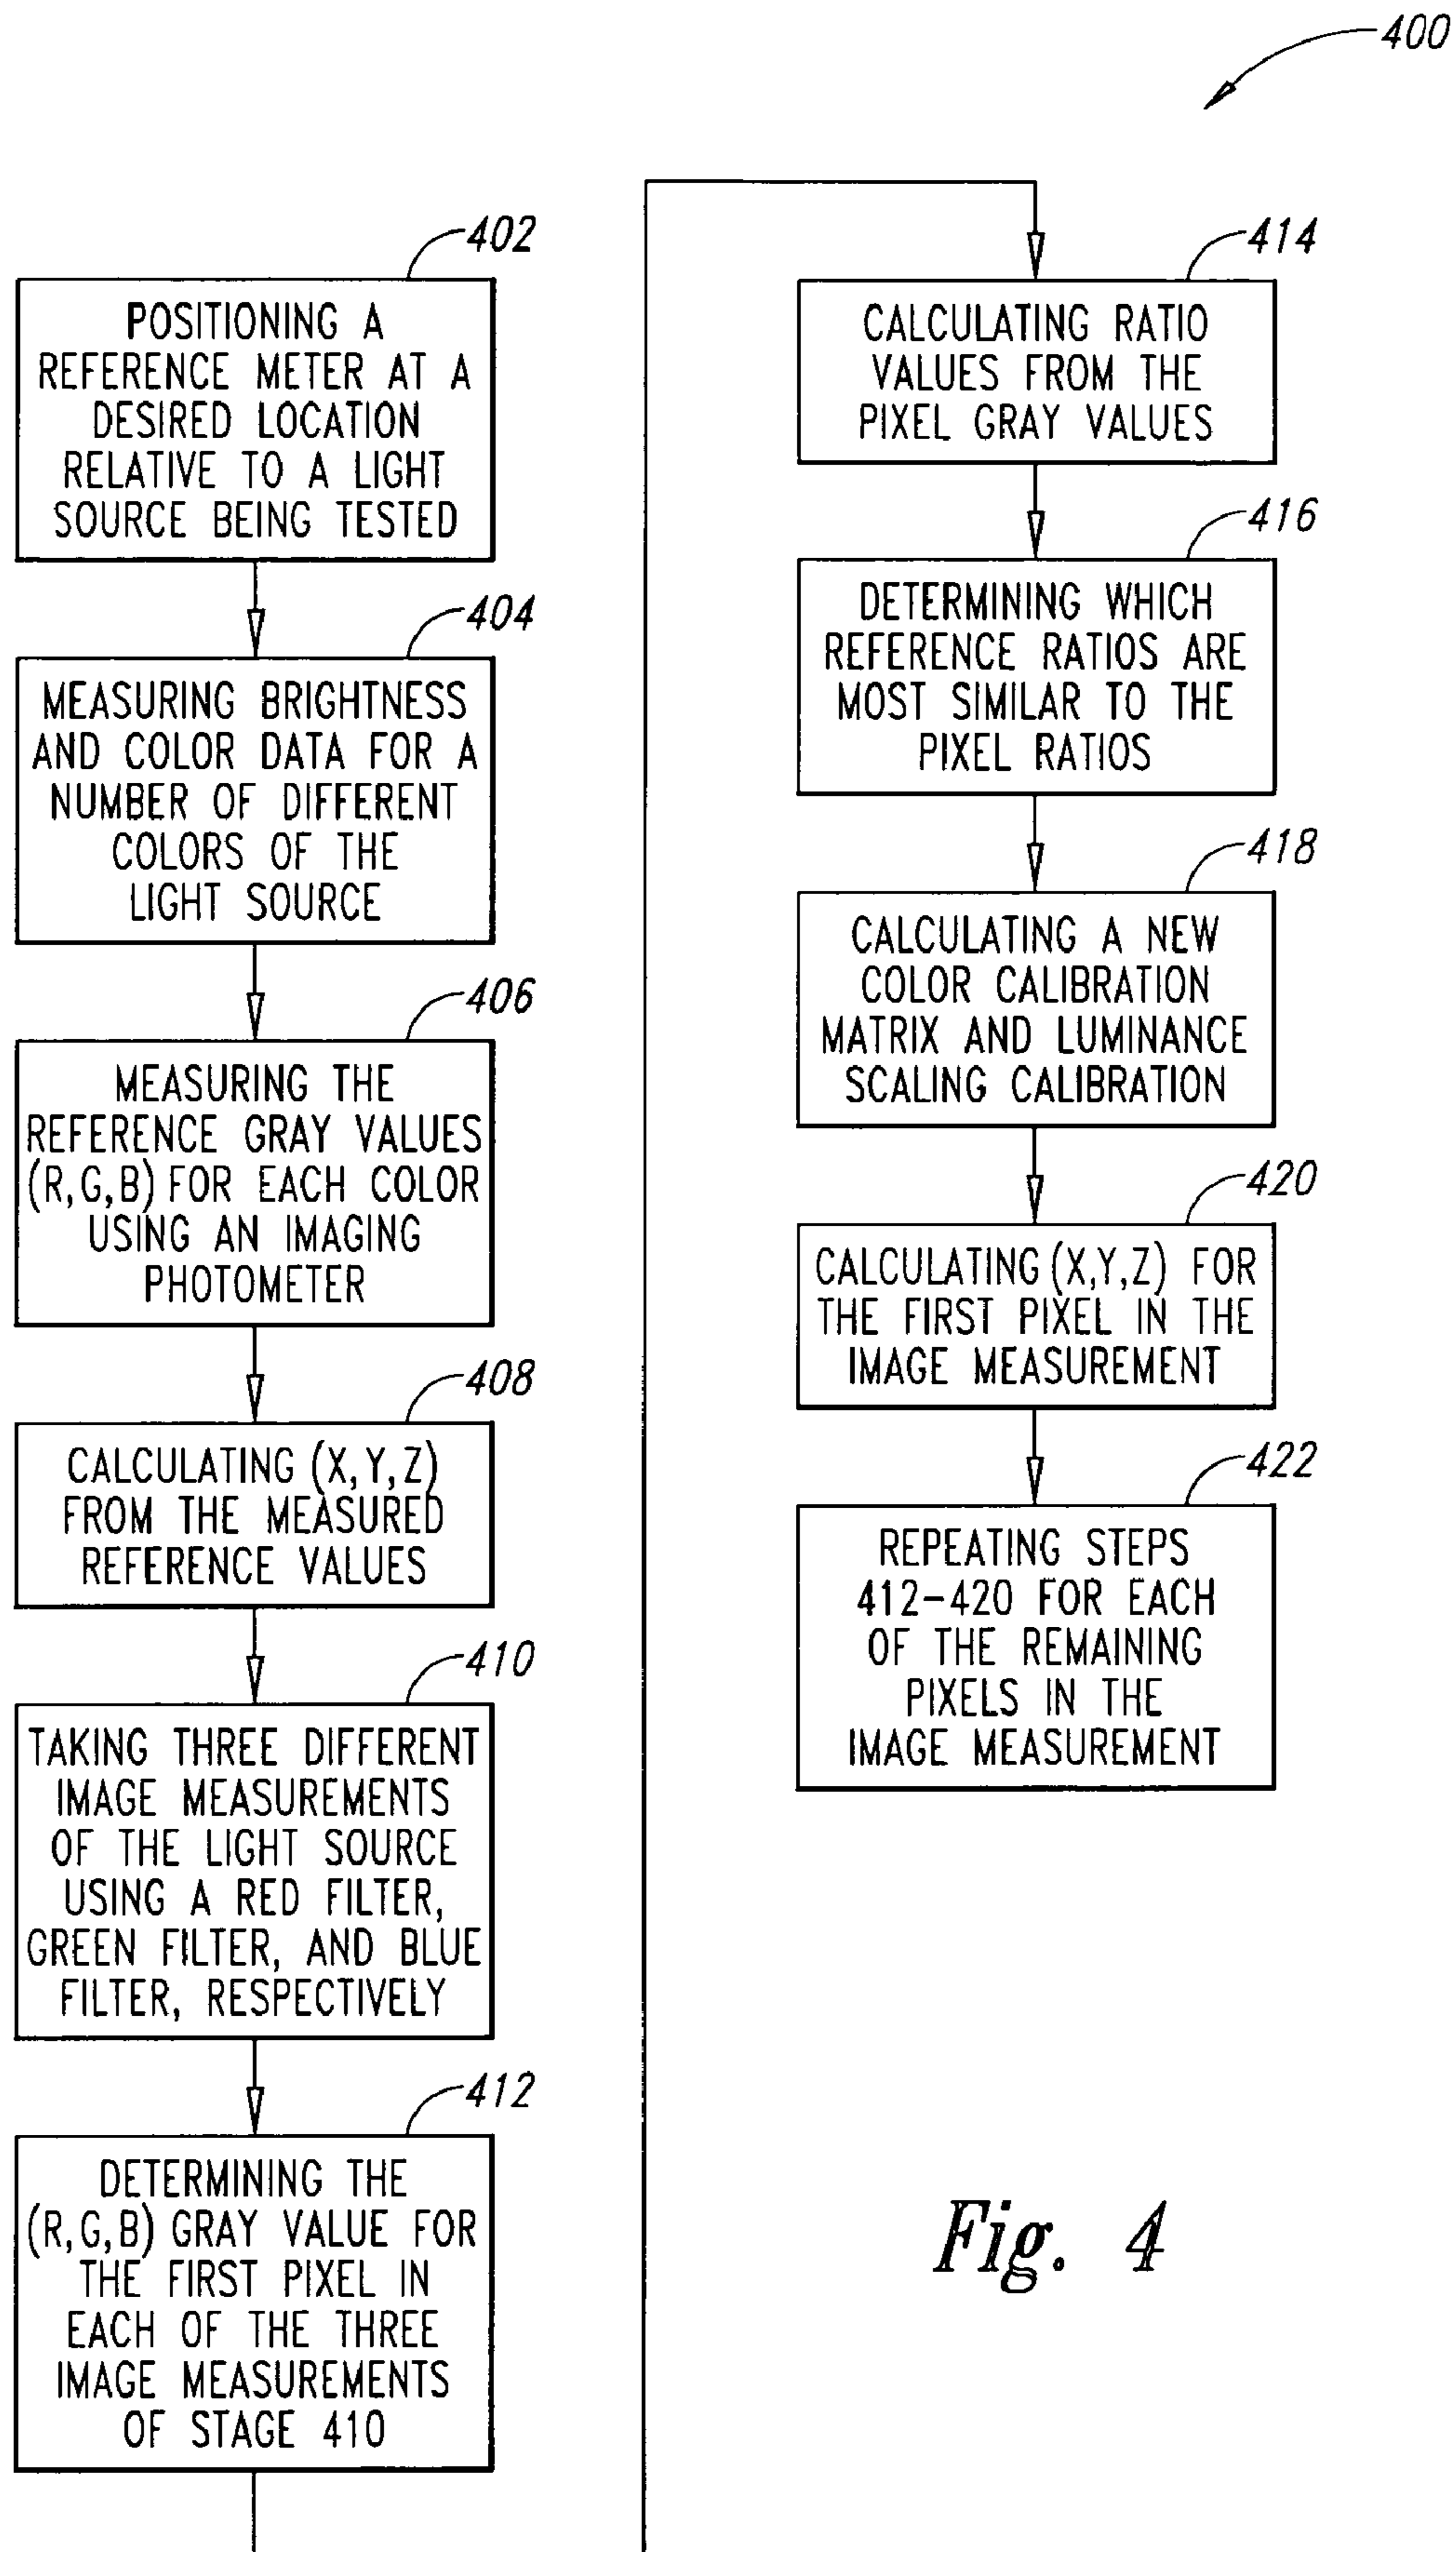 400
402
POSITIONING A
REFERENCE METER AT A
DESIRED LOCATION
RELATIVE TO A LIGHT
SOURCE BEING TESTED
404
MEASURING BRIGHTNESS
AND COLOR DATA FOR A
NUMBER OF DIFFERENT
COLORS OF THE
LIGHT SOURCE
406
MEASURING THE
REFERENCE GRAY VALUES
(R,G,B) FOR EACH COLOR
USING AN IMAGING
PHOTOMETER
408
CALCULATING (X,Y,Z)
FROM THE MEASURED
REFERENCE VALUES
410
TAKING THREE DIFFERENT
IMAGE MEASUREMENTS
OF THE LIGHT SOURCE
USING A RED FILTER,
GREEN FILTER, AND BLUE
FILTER, RESPECTIVELY
412
DETERMINING THE
(R,G,B) GRAY VALUE FOR
THE FIRST PIXEL IN
EACH OF THE THREE
IMAGE MEASUREMENTS
OF STAGE 410
414
CALCULATING RATIO
VALUES FROM THE
PIXEL GRAY VALUES
416
DETERMINING WHICH
REFERENCE RATIOS ARE
MOST SIMILAR TO THE
PIXEL RATIOS
418
CALCULATING A NEW
COLOR CALIBRATION
MATRIX AND LUMINANCE
SCALING CALIBRATION
420
CALCULATING (X,Y,Z) FOR
THE FIRST PIXEL IN THE
IMAGE MEASUREMENT
422
REPEATING STEPS
412-420 FOR EACH
OF THE REMAINING
PIXELS IN THE
IMAGE MEASUREMENT
Fig. 4